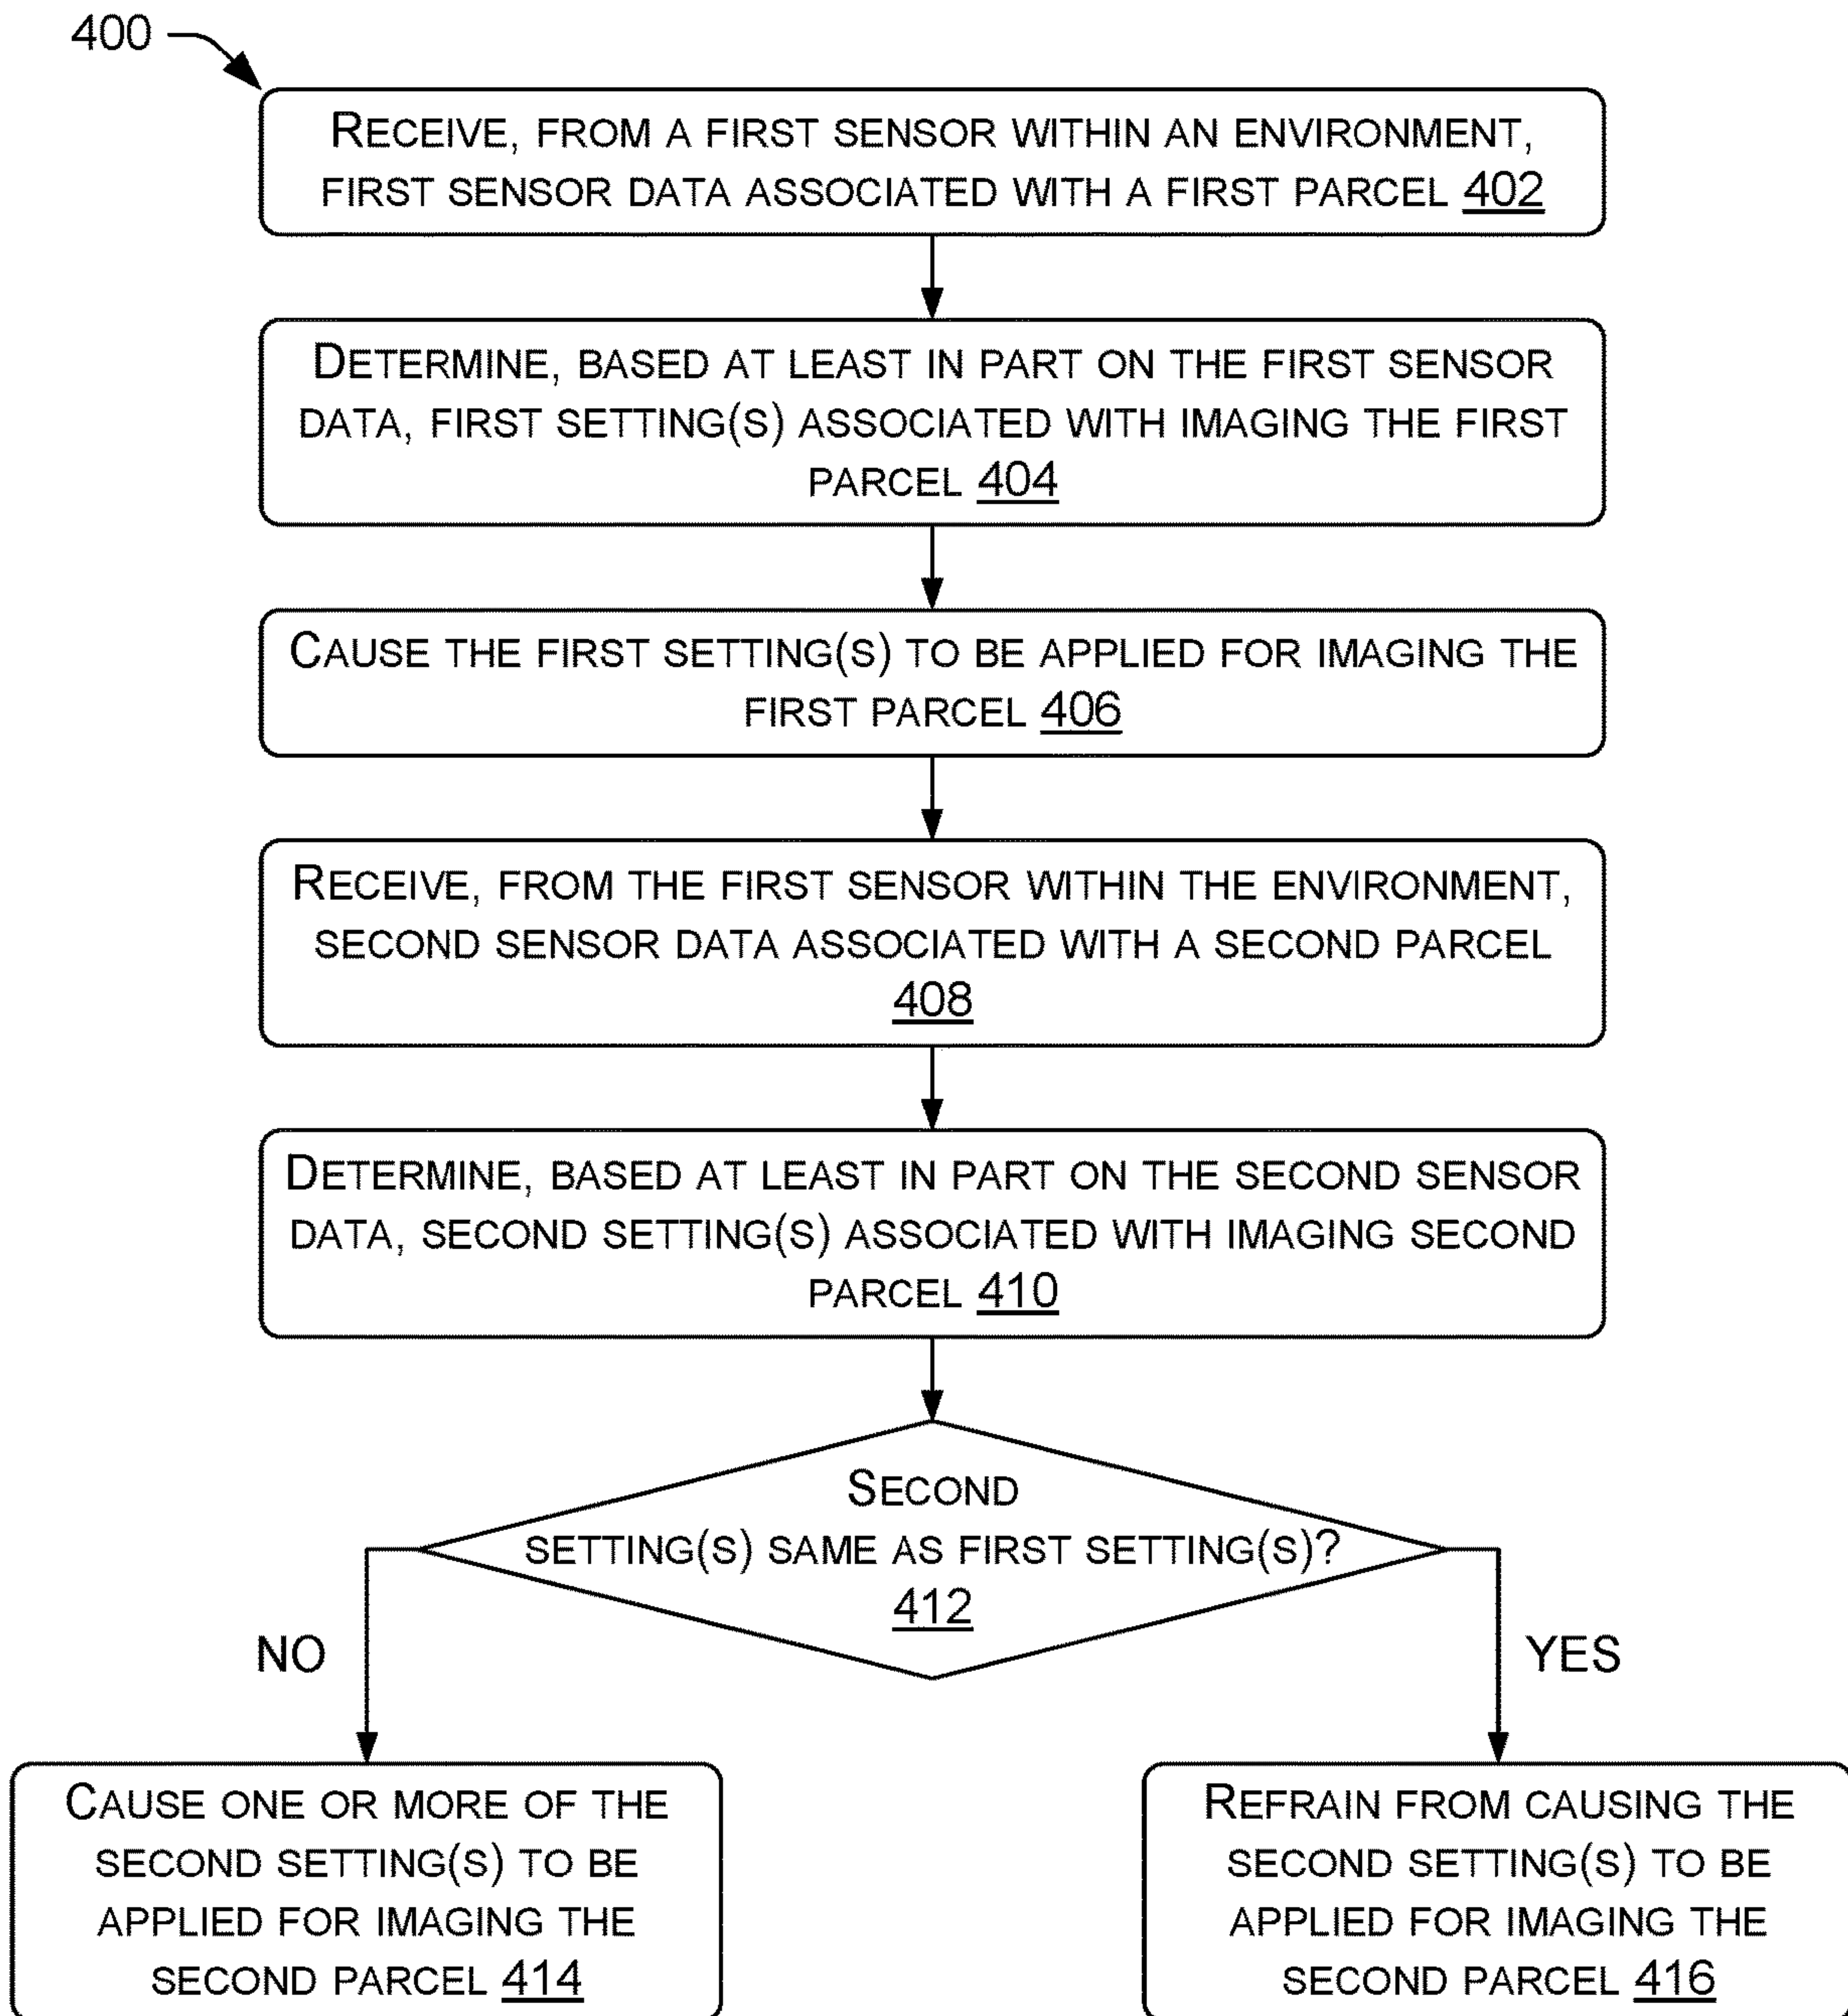 400
RECEIVE, FROM A FIRST SENSOR WITHIN AN ENVIRONMENT,
FIRST SENSOR DATA ASSOCIATED WITH A FIRST PARCEL 402
DETERMINE, BASED AT LEAST IN PART ON THE FIRST SENSOR
DATA, FIRST SETTING(S) ASSOCIATED WITH IMAGING THE FIRST
PARCEL 404
CAUSE THE FIRST SETTING(S) TO BE APPLIED FOR IMAGING THE
FIRST PARCEL 406
RECEIVE, FROM THE FIRST SENSOR WITHIN THE ENVIRONMENT,
SECOND SENSOR DATA ASSOCIATED WITH A SECOND PARCEL
408
DETERMINE, BASED AT LEAST IN PART ON THE SECOND SENSOR
DATA, SECOND SETTING(S) ASSOCIATED WITH IMAGING SECOND
PARCEL 410
SECOND
SETTING(S) SAME AS FIRST SETTING(S)?
412
NO
YES
CAUSE ONE OR MORE OF THE
SECOND SETTING(S) TO BE
APPLIED FOR IMAGING THE
SECOND PARCEL 414
REFRAIN FROM CAUSING THE
SECOND SETTING(S) TO BE
APPLIED FOR IMAGING THE
SECOND PARCEL 416